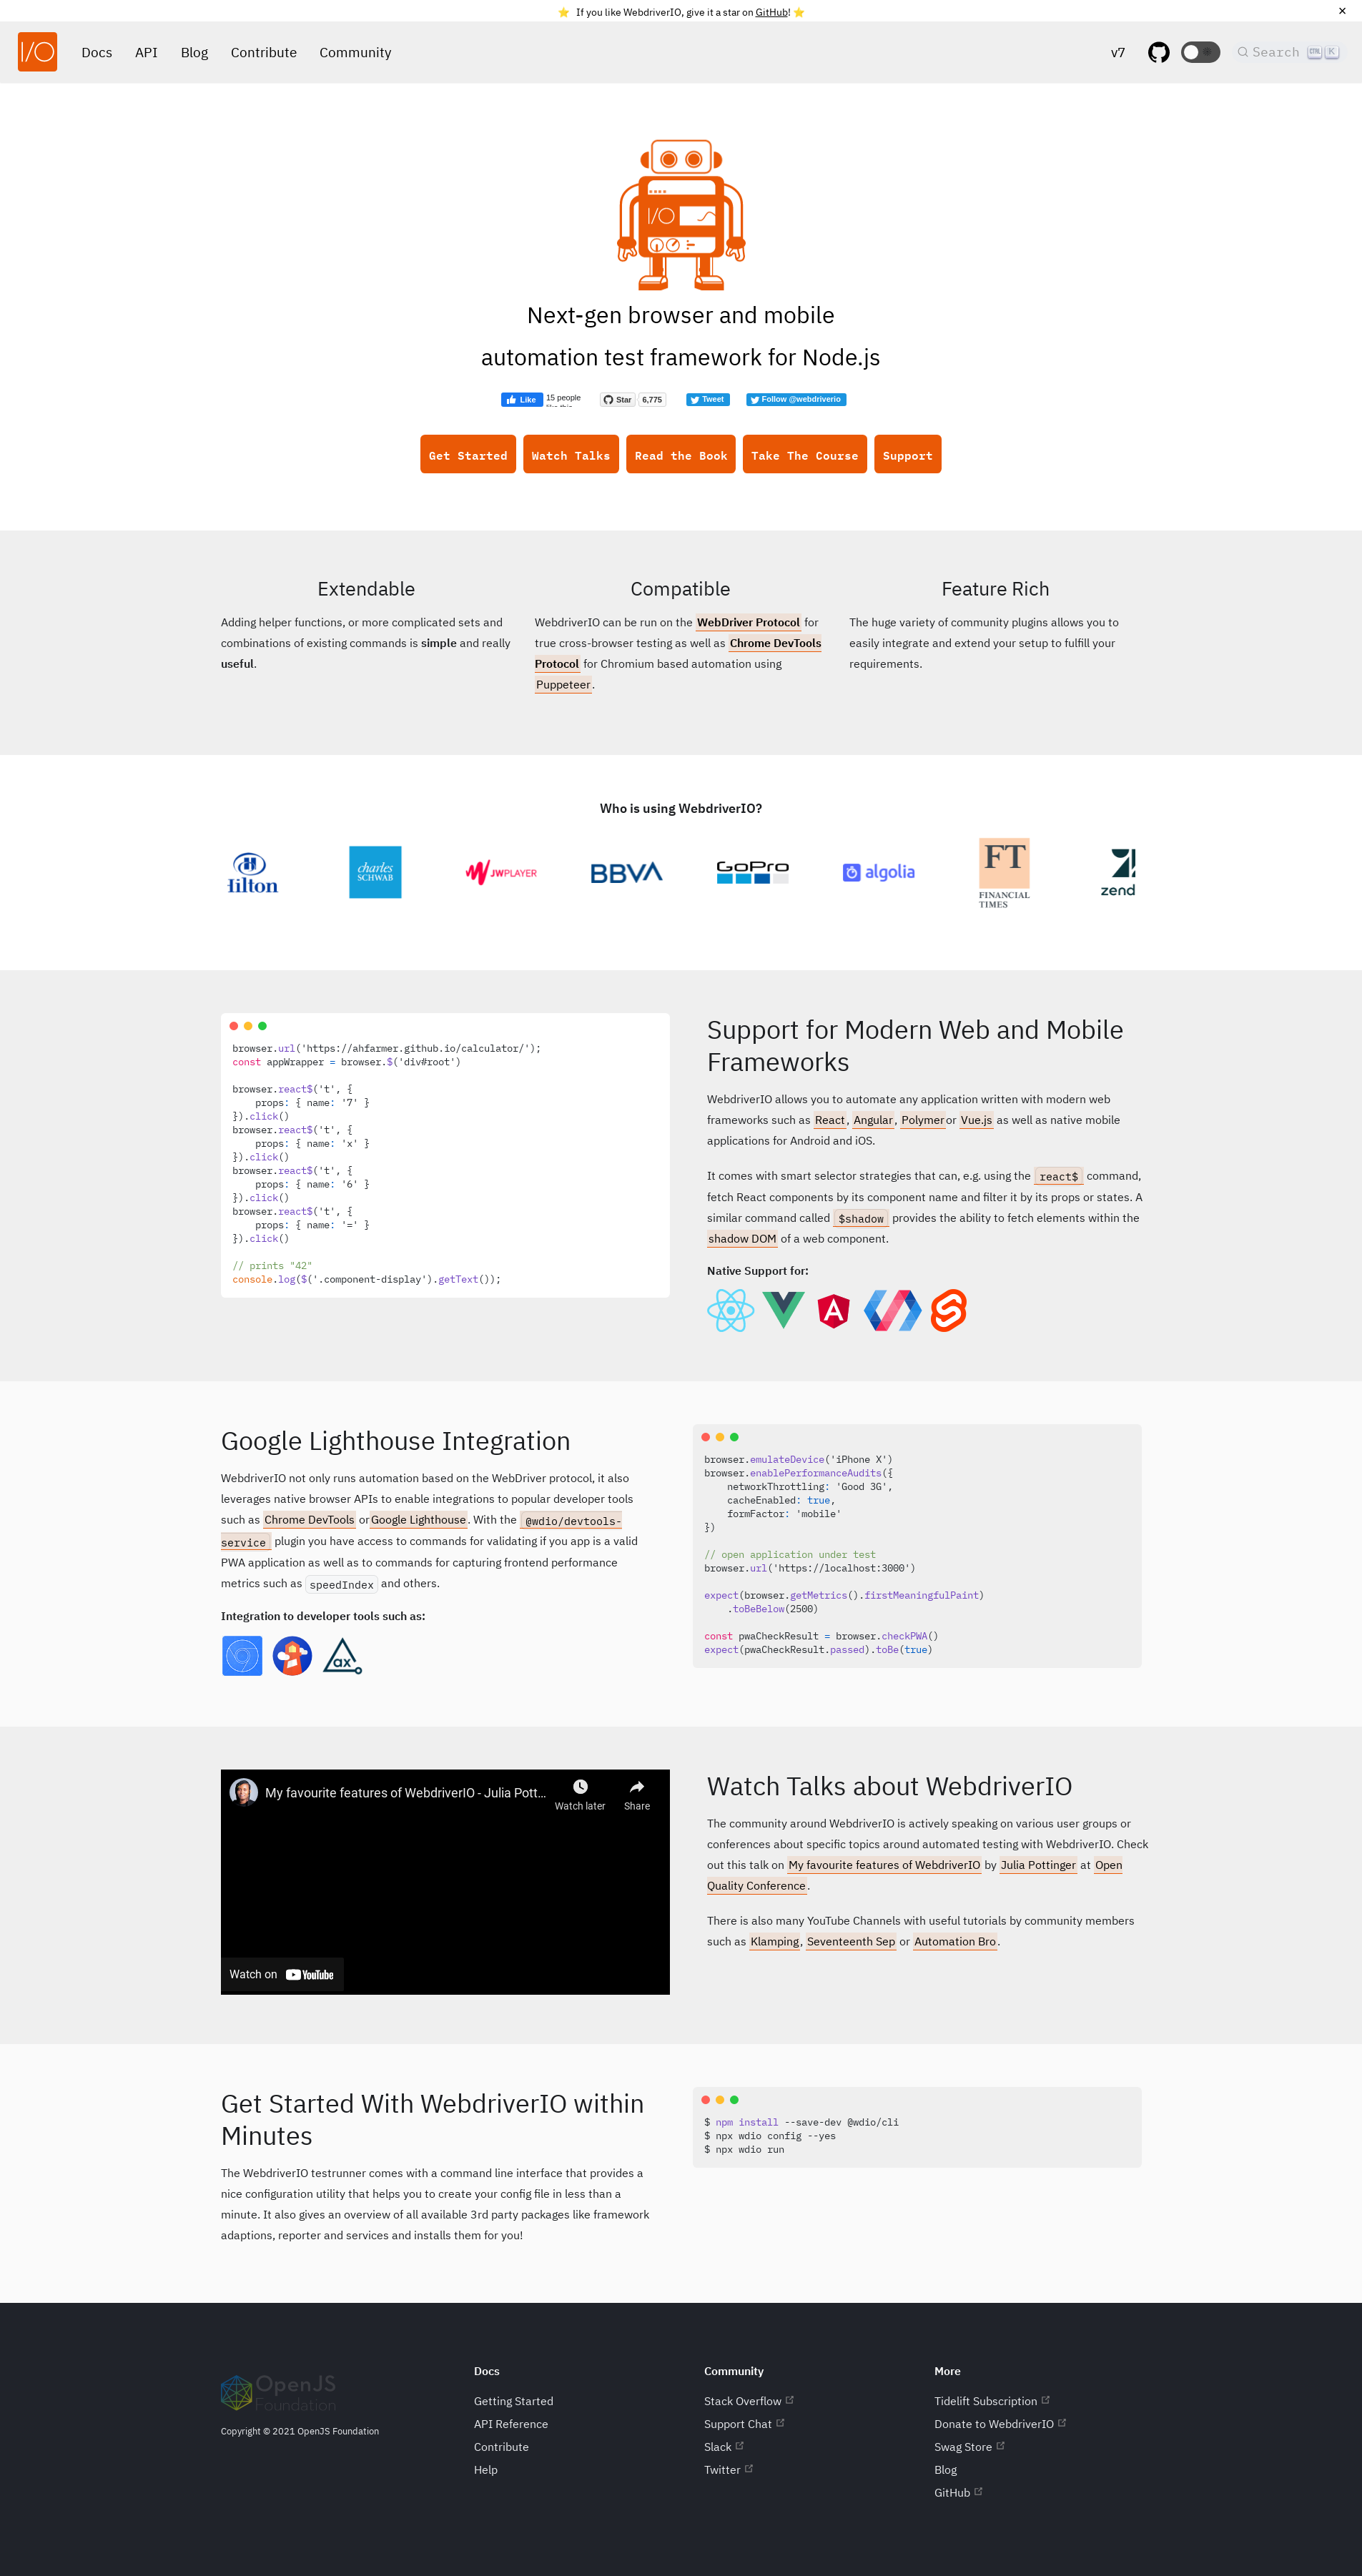 ⭐ If you like WebdriverIO, give it a star on GitHub! ⭐
×
I/O
Docs API Blog Contribute Community
v7
Search CTRL K
I/O
Next-gen browser and mobile
automation test framework for Node.js
Like 15 people
Star 6,775
Tweet
Follow @webdriverio
Get Started Watch Talks Read the Book Take The Course Support
Extendable
Adding helper functions, or more complicated sets and
combinations of existing commands is simple and really
useful.
Compatible
WebdriverIO can be run on the WebDriver Protocol for
true cross-browser testing as well as Chrome DevTools
Protocol for Chromium based automation using
Puppeteer.
Feature Rich
The huge variety of community plugins allows you to
easily integrate and extend your setup to fulfill your
requirements.
Who is using WebdriverIO?
Hilton
charles
SCHWAB
JWPLAYER
BBVA
GoPro
algolia
FT
FINANCIAL
TIMES
zend
browser.url('https://ahfarmer.github.io/calculator/');
const appWrapper = browser.$('div#root')
browser.react$('t', {
    props: { name: '7' }
}).click()
browser.react$('t', {
    props: { name: 'x' }
}).click()
browser.react$('t', {
    props: { name: '6' }
}).click()
browser.react$('t', {
    props: { name: '=' }
}).click()
// prints "42"
console.log($('.component-display').getText());
Support for Modern Web and Mobile
Frameworks
WebdriverIO allows you to automate any application written with modern web
frameworks such as React, Angular, Polymer or Vue.js as well as native mobile
applications for Android and iOS.
It comes with smart selector strategies that can, e.g. using the react$ command,
fetch React components by its component name and filter it by its props or states. A
similar command called $shadow provides the ability to fetch elements within the
shadow DOM of a web component.
Native Support for:
A
Google Lighthouse Integration
WebdriverIO not only runs automation based on the WebDriver protocol, it also
leverages native browser APIs to enable integrations to popular developer tools
such as Chrome DevTools or Google Lighthouse. With the @wdio/devtools-
service plugin you have access to commands for validating if you app is a valid
PWA application as well as to commands for capturing frontend performance
metrics such as speedIndex and others.
Integration to developer tools such as:
ax
browser.emulateDevice('iPhone X')
browser.enablePerformanceAudits({
    networkThrottling: 'Good 3G',
    cacheEnabled: true,
    formFactor: 'mobile'
})
// open application under test
browser.url('https://localhost:3000')
expect(browser.getMetrics().firstMeaningfulPaint)
    .toBeBelow(2500)
const pwaCheckResult = browser.checkPWA()
expect(pwaCheckResult.passed).toBe(true)
My favourite features of WebdriverIO - Julia Pott...
Watch later
Share
Watch on YouTube
Watch Talks about WebdriverIO
The community around WebdriverIO is actively speaking on various user groups or
conferences about specific topics around automated testing with WebdriverIO. Check
out this talk on My favourite features of WebdriverIO by Julia Pottinger at Open
Quality Conference.
There is also many YouTube Channels with useful tutorials by community members
such as Klamping, Seventeenth Sep or Automation Bro.
Get Started With WebdriverIO within
Minutes
The WebdriverIO testrunner comes with a command line interface that provides a
nice configuration utility that helps you to create your config file in less than a
minute. It also gives an overview of all available 3rd party packages like framework
adaptions, reporter and services and installs them for you!
$ npm install --save-dev @wdio/cli
$ npx wdio config --yes
$ npx wdio run
OpenJS
Foundation
Copyright © 2021 OpenJS Foundation
Docs
Getting Started
API Reference
Contribute
Help
Community
Stack Overflow
Support Chat
Slack
Twitter
More
Tidelift Subscription
Donate to WebdriverIO
Swag Store
Blog
GitHub